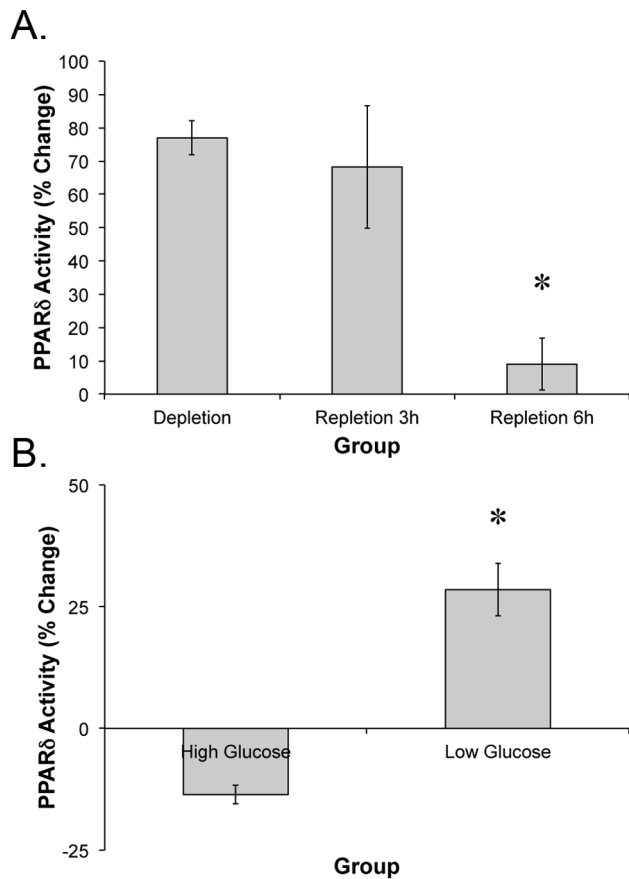 A.
PPARδ Activity (% Change)
100
90
80
70
60
50
40
30
20
10
0
*
Depletion Repletion 3h Repletion 6h
Group
B.
PPARδ Activity (% Change)
50
25
0
-25
*
High Glucose Low Glucose
Group